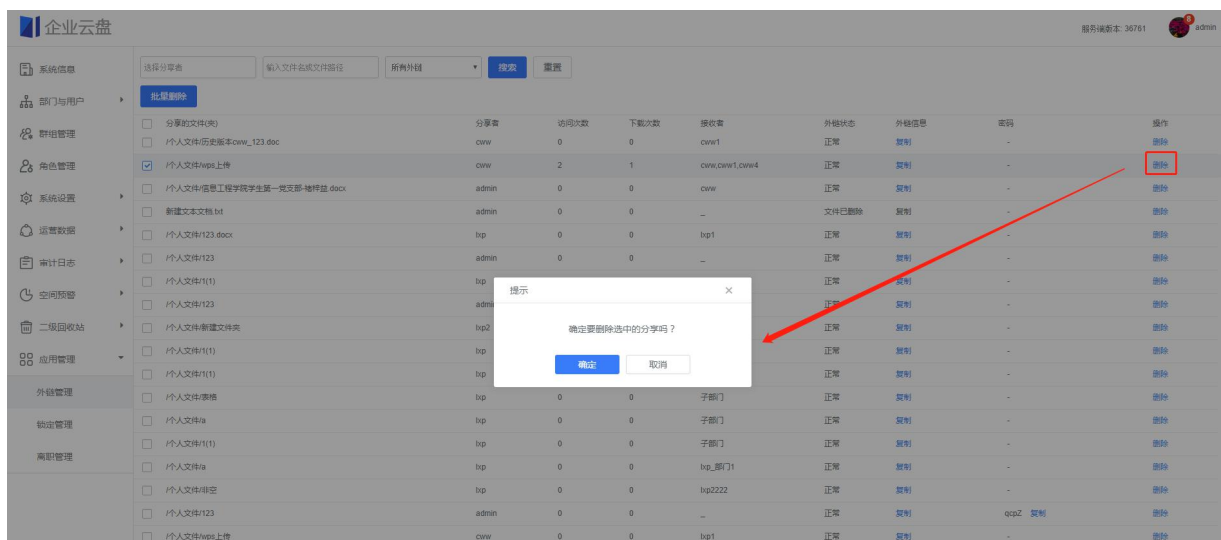 企业云盘
服务端版本: 36761
8
admin
系统信息
部门与用户
群组管理
角色管理
系统设置
运营数据
审计日志
空间预警
二级回收站
应用管理
外链管理
锁定管理
离职管理
选择分享者 输入文件名或文件路径 所有外链 搜索 重置
批量删除
分享的文件(夹) 分享者 访问次数 下载次数 接收者 外链状态 外链信息 密码 操作
/个人文件/历史版本cww_123.doc cww 0 0 cww1 正常 复制 - 删除
/个人文件/wps上传 cww 2 1 cww,cww1,cww4 正常 复制 - 删除
/个人文件/信息工程学院学生第一党支部-褚梓益.docx admin 0 0 cww 正常 复制 - 删除
新建文本文档.txt admin 0 0 _ 文件已删除 复制 - 删除
/个人文件/123.docx lxp 0 0 lxp1 正常 复制 - 删除
/个人文件/123 admin 0 0 _ 正常 复制 - 删除
/个人文件/1(1) lxp 正常 复制 - 删除
/个人文件/123 admin 正常 复制 - 删除
/个人文件/新建文件夹 lxp2 正常 复制 - 删除
/个人文件/1(1) lxp 正常 复制 - 删除
/个人文件/1(1) lxp 正常 复制 - 删除
/个人文件/表格 lxp 0 0 子部门 正常 复制 - 删除
/个人文件/a lxp 0 0 子部门 正常 复制 - 删除
/个人文件/1(1) lxp 0 0 子部门 正常 复制 - 删除
/个人文件/a lxp 0 0 lxp_部门1 正常 复制 - 删除
/个人文件/非空 lxp 0 0 lxp2222 正常 复制 - 删除
/个人文件/123 admin 0 0 _ 正常 复制 qcpZ 复制 删除
/个人文件/wps上传 cww 0 0 lxp1 正常 复制 - 删除
提示
确定要删除选中的分享吗？
确定 取消